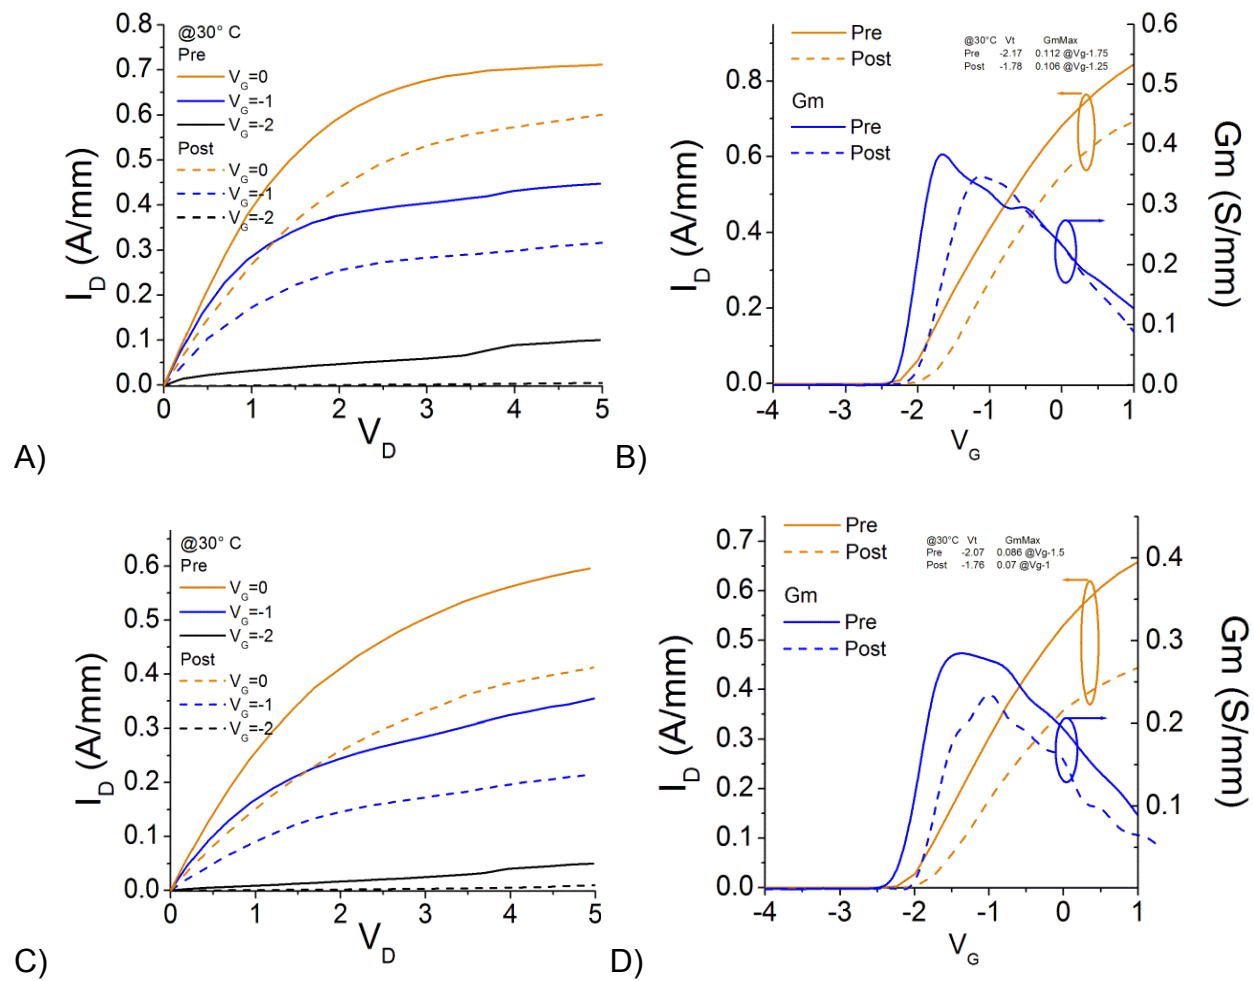 0.8
0.7
0.6
0.5
0.4
0.3
0.2
0.1
0.0
I_D (A/mm)
@30° C
Pre
V_G=0
V_G=-1
V_G=-2
Post
V_G=0
V_G=-1
V_G=-2
0 1 2 3 4 5
V_D
A)
0.8
0.6
0.4
0.2
0.0
I_D (A/mm)
Pre
Post
Gm
Pre
Post
@30°C Vt GmMax
Pre -2.17 0.112 @Vg-1.75
Post -1.78 0.106 @Vg-1.25
0.6
0.5
0.4
0.3
0.2
0.1
0.0
Gm (S/mm)
-4 -3 -2 -1 0 1
V_G
B)
0.6
0.5
0.4
0.3
0.2
0.1
0.0
I_D (A/mm)
@30° C
Pre
V_G=0
V_G=-1
V_G=-2
Post
V_G=0
V_G=-1
V_G=-2
0 1 2 3 4 5
V_D
C)
0.7
0.6
0.5
0.4
0.3
0.2
0.1
0.0
I_D (A/mm)
Pre
Post
Gm
Pre
Post
@30°C Vt GmMax
Pre -2.07 0.086 @Vg-1.5
Post -1.76 0.07 @Vg-1
0.4
0.3
0.2
0.1
Gm (S/mm)
-4 -3 -2 -1 0 1
V_G
D)